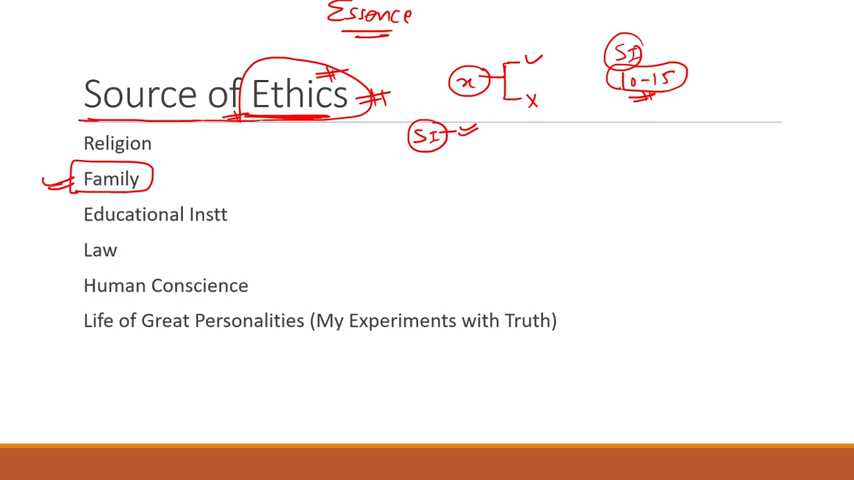 Essence
SI
10-15
x
✓
X
Source of Ethics
SI
Religion
Family
Educational Instt
Law
Human Conscience
Life of Great Personalities (My Experiments with Truth)